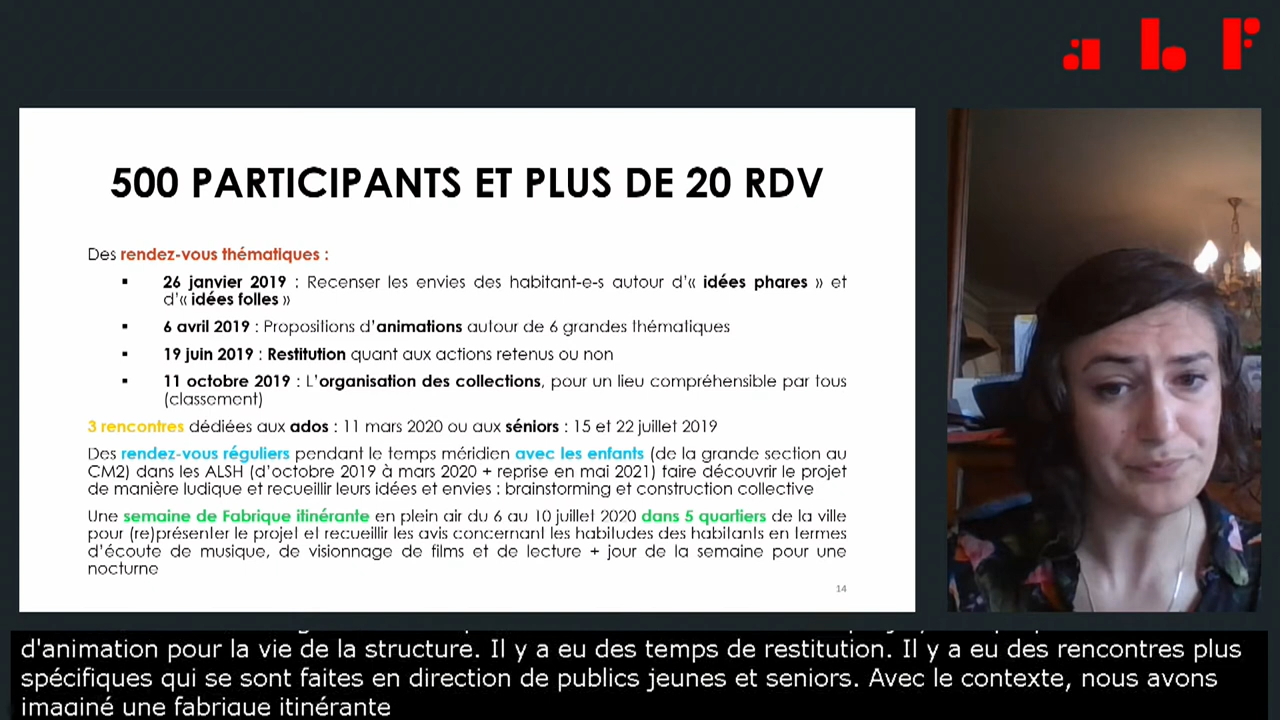 abf
500 PARTICIPANTS ET PLUS DE 20 RDV
Des rendez-vous thématiques :
▪ 26 janvier 2019 : Recenser les envies des habitant-e-s autour d'« idées phares » et
d'« idées folles »
▪ 6 avril 2019 : Propositions d'animations autour de 6 grandes thématiques
▪ 19 juin 2019 : Restitution quant aux actions retenus ou non
▪ 11 octobre 2019 : L'organisation des collections, pour un lieu compréhensible par tous
(classement)
3 rencontres dédiées aux ados : 11 mars 2020 ou aux séniors : 15 et 22 juillet 2019
Des rendez-vous réguliers pendant le temps méridien avec les enfants (de la grande section au
CM2) dans les ALSH (d'octobre 2019 à mars 2020 + reprise en mai 2021) faire découvrir le projet
de manière ludique et recueillir leurs idées et envies : brainstorming et construction collective
Une semaine de Fabrique itinérante en plein air du 6 au 10 juillet 2020 dans 5 quartiers de la ville
pour (re)présenter le projet et recueillir les avis concernant les habitudes des habitants en termes
d'écoute de musique, de visionnage de films et de lecture + jour de la semaine pour une
nocturne
14
d'animation pour la vie de la structure. Il y a eu des temps de restitution. Il y a eu des rencontres plus
spécifiques qui se sont faites en direction de publics jeunes et seniors. Avec le contexte, nous avons
imaginé une fabrique itinérante